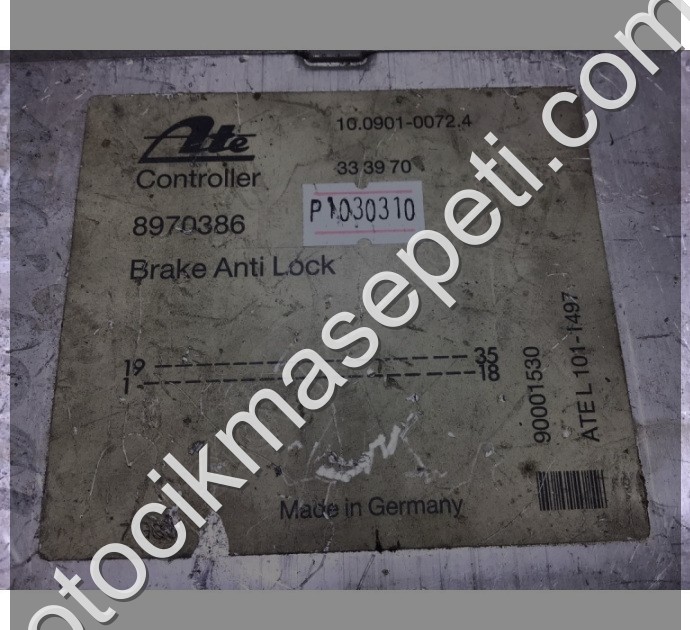 Ate
10.0901-0072.4
Controller
33 39 70
8970386
P1030310
Brake Anti Lock
19 35
1 18
90001530
ATE L 101-1497
Made in Germany
otocikmasepeti.com